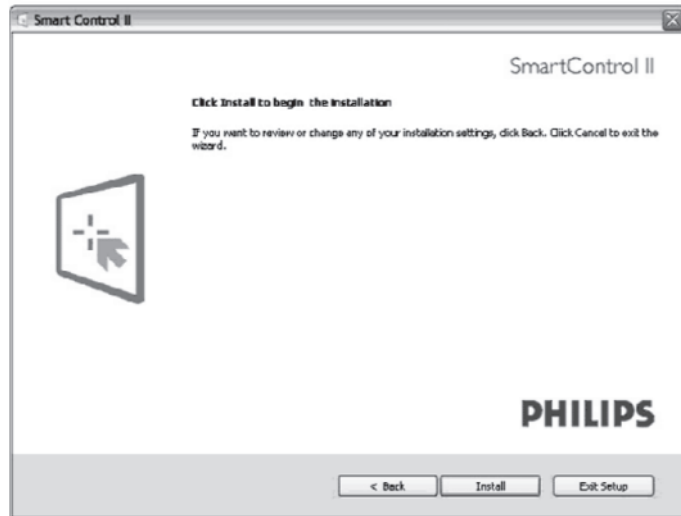 Smart Control II
SmartControl II
Click Install to begin the installation
If you want to review or change any of your installation settings, click Back. Click Cancel to exit the
wizard.
PHILIPS
< Back
Install
Exit Setup